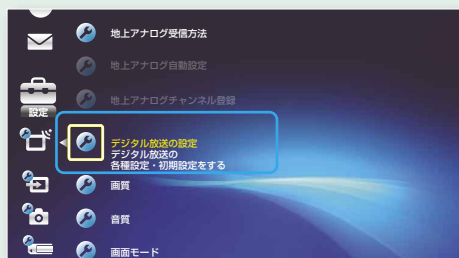 地上アナログ受信方法
地上アナログ自動設定
地上アナログチャンネル登録
設定
デジタル放送の設定
デジタル放送の
各種設定・初期設定をする
画質
音質
画面モード